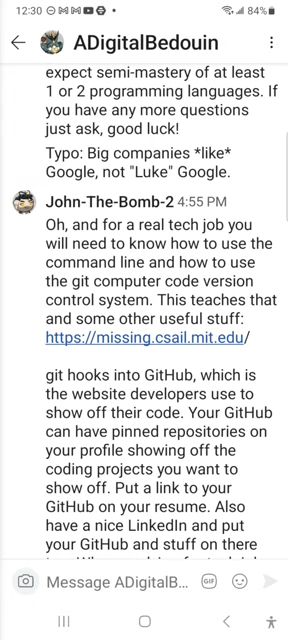 12:30 84%
ADigitalBedouin
expect semi-mastery of at least
1 or 2 programming languages. If
you have any more questions
just ask, good luck!
Typo: Big companies *like*
Google, not "Luke" Google.
John-The-Bomb-2 4:55 PM
Oh, and for a real tech job you
will need to know how to use the
command line and how to use
the git computer code version
control system. This teaches that
and some other useful stuff:
https://missing.csail.mit.edu/
git hooks into GitHub, which is
the website developers use to
show off their code. Your GitHub
can have pinned repositories on
your profile showing off the
coding projects you want to
show off. Put a link to your
GitHub on your resume. Also
have a nice LinkedIn and put
your GitHub and stuff on there
Message ADigitalB... GIF